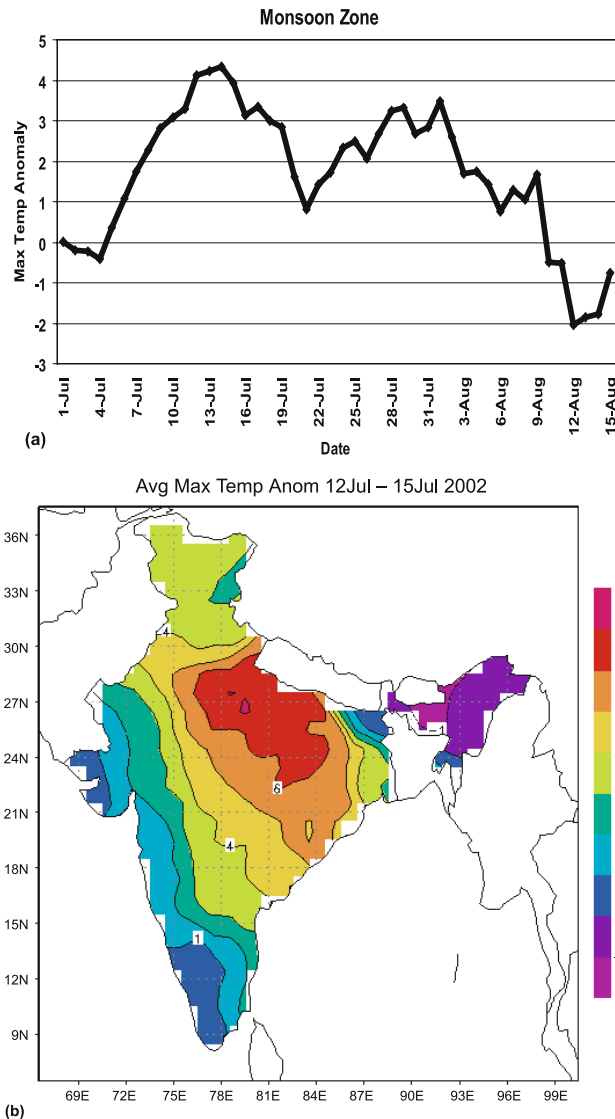 Monsoon Zone
Max Temp Anomaly
5
4
3
2
1
0
-1
-2
-3
1-Jul
4-Jul
7-Jul
10-Jul
13-Jul
16-Jul
19-Jul
22-Jul
25-Jul
28-Jul
31-Jul
3-Aug
6-Aug
9-Aug
12-Aug
15-Aug
(a)
Date
Avg Max Temp Anom 12Jul – 15Jul 2002
36N
33N
30N
27N
24N
21N
18N
15N
12N
9N
4
6
4
1
69E 72E 75E 78E 81E 84E 87E 90E 93E 96E 99E
(b)